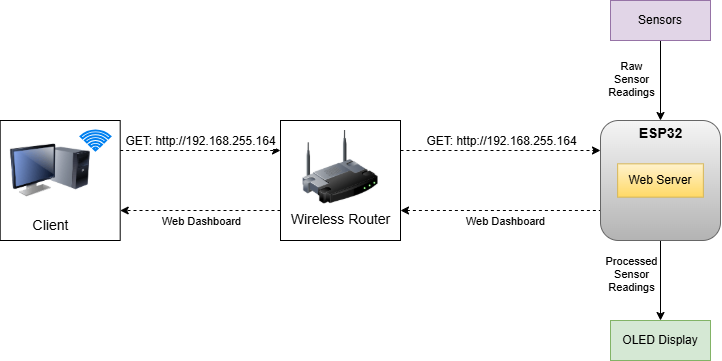 Sensors
Raw
Sensor
Readings
GET: http://192.168.255.164
GET: http://192.168.255.164
ESP32
Web Server
Client
Wireless Router
Web Dashboard
Web Dashboard
Processed
Sensor
Readings
OLED Display